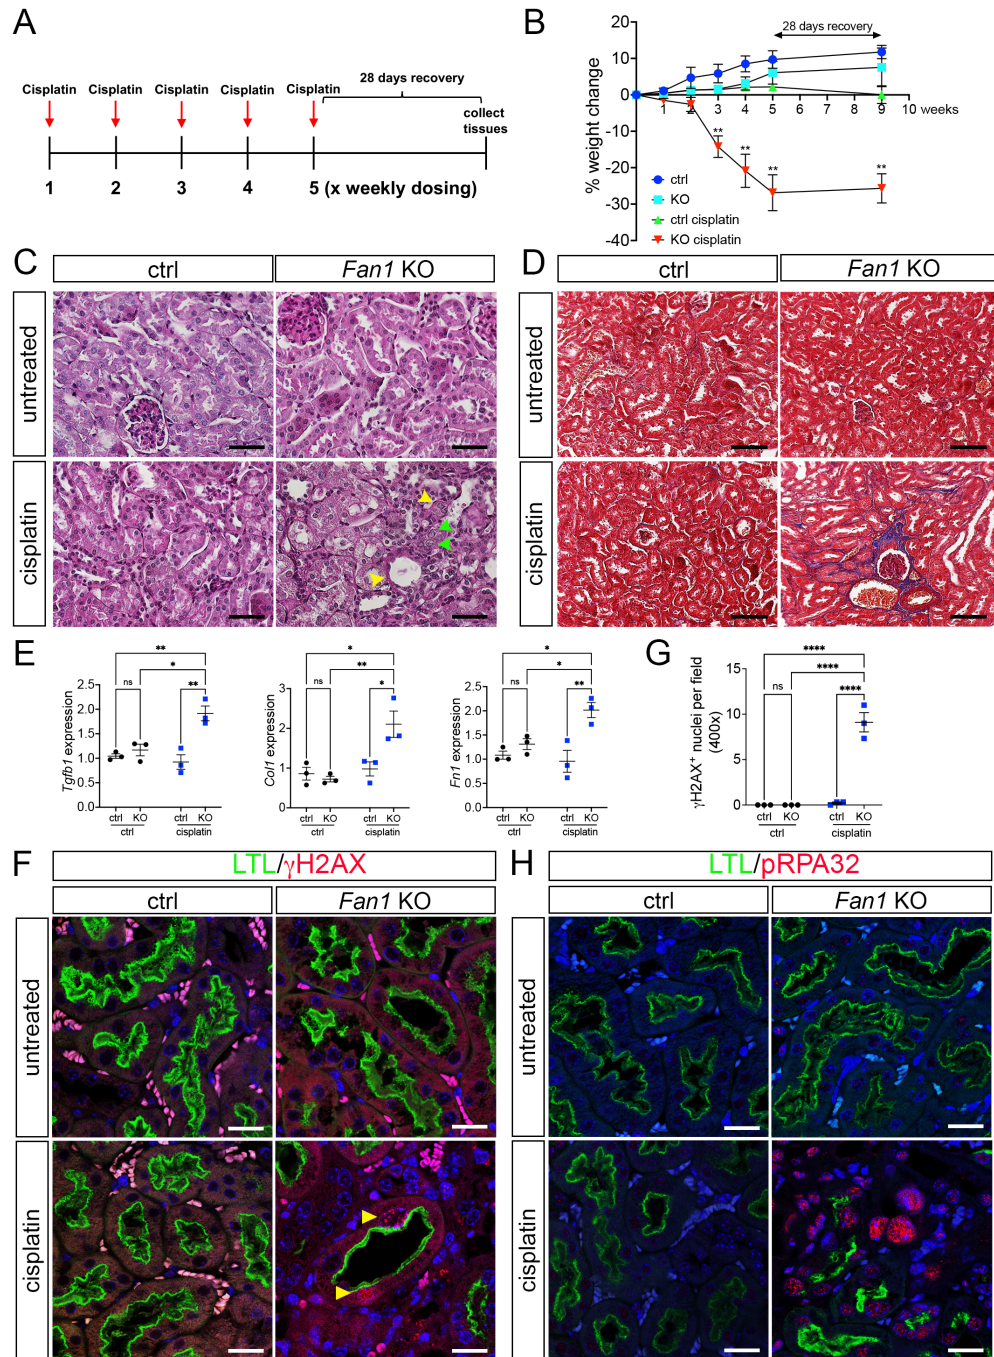 A
Cisplatin Cisplatin Cisplatin Cisplatin Cisplatin
28 days recovery
collect
tissues
1 2 3 4 5 (x weekly dosing)
B
28 days recovery
% weight change
20
10
0
-10
-20
-30
-40
1 2 3 4 5 6 7 8 9 10 weeks
** ** ** **
ctrl
KO
ctrl cisplatin
KO cisplatin
C
ctrl Fan1 KO
untreated
cisplatin
D
ctrl Fan1 KO
untreated
cisplatin
E
** * ns **
Tgfb1 expression
2.5
2.0
1.5
1.0
0.5
0.0
ctrl KO ctrl KO
ctrl cisplatin
* ** ns *
Col1 expression
3
2
1
0
ctrl KO ctrl KO
ctrl cisplatin
* * ns **
Fn1 expression
2.5
2.0
1.5
1.0
0.5
0.0
ctrl KO ctrl KO
ctrl cisplatin
G
**** **** ns ****
γH2AX+ nuclei per field
(400x)
15
10
5
0
ctrl KO ctrl KO
ctrl cisplatin
F
LTL/γH2AX
ctrl Fan1 KO
untreated
cisplatin
H
LTL/pRPA32
ctrl Fan1 KO
untreated
cisplatin